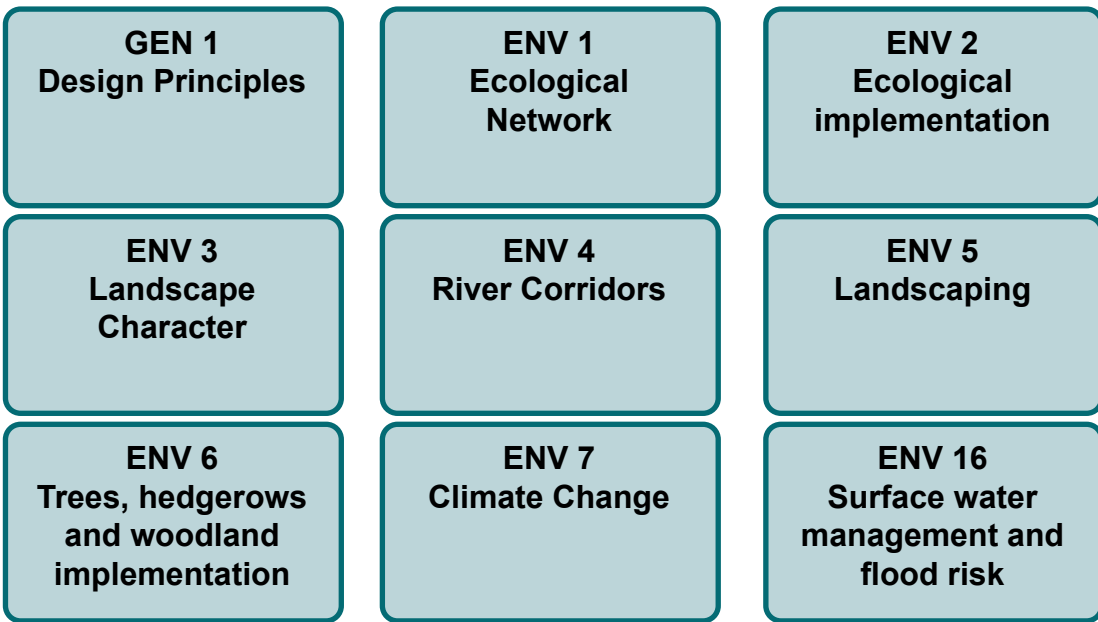 GEN 1
Design Principles
ENV 1
Ecological
Network
ENV 2
Ecological
implementation
ENV 3
Landscape
Character
ENV 4
River Corridors
ENV 5
Landscaping
ENV 6
Trees, hedgerows
and woodland
implementation
ENV 7
Climate Change
ENV 16
Surface water
management and
flood risk